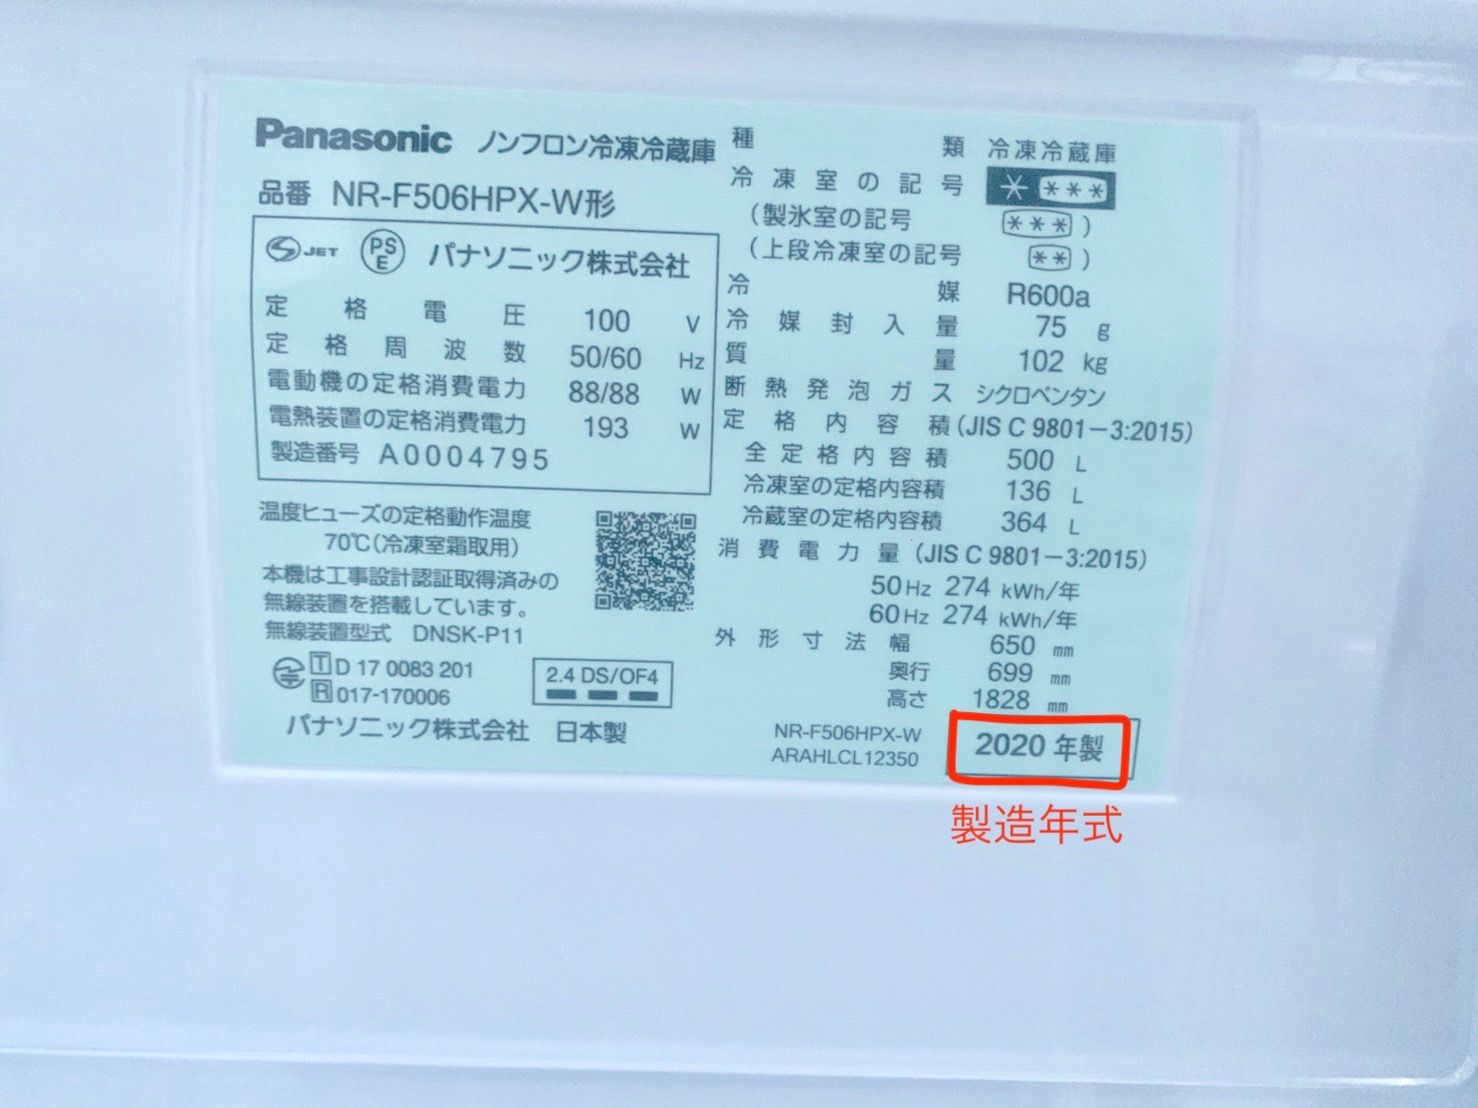 Panasonic ノンフロン冷凍冷蔵庫
品番 NR-F506HPX-W形
JET PSE パナソニック株式会社
定格電圧 100 V
定格周波数 50/60 Hz
電動機の定格消費電力 88/88 W
電熱装置の定格消費電力 193 W
製造番号 A0004795
温度ヒューズの定格動作温度
70℃(冷凍室霜取用)
本機は工事設計認証取得済みの
無線装置を搭載しています。
無線装置型式 DNSK-P11
T D 17 0083 201
R 017-170006
2.4 DS/OF4
パナソニック株式会社 日本製
種類 冷凍冷蔵庫
冷凍室の記号 * ***
(製氷室の記号 ***)
(上段冷凍室の記号 **)
冷媒 R600a
冷媒封入量 75 g
質量 102 kg
断熱発泡ガス シクロペンタン
定格内容積(JIS C 9801-3:2015)
全定格内容積 500 L
冷凍室の定格内容積 136 L
冷蔵室の定格内容積 364 L
消費電力量(JIS C 9801-3:2015)
50Hz 274 kWh/年
60Hz 274 kWh/年
外形寸法 幅 650 mm
奥行 699 mm
高さ 1828 mm
NR-F506HPX-W
ARAHLCL12350
2020年製
製造年式